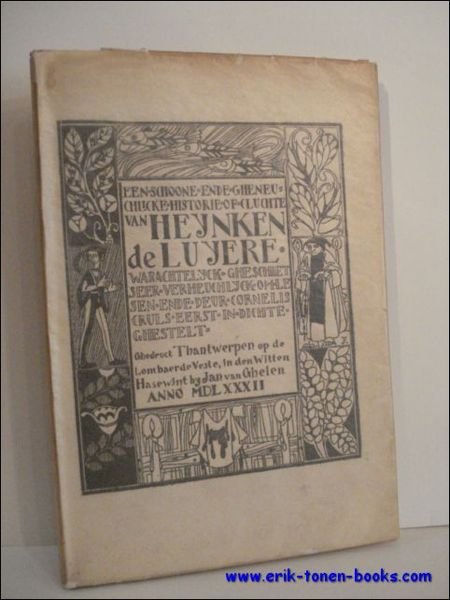 EEN·SCHOONE·ENDE·GHENEU=
CHLICKE·HISTORIE·OF·CLUCHTE
VAN HEYNKEN
de LUYERE·
WARACHTELYCK·GHESCHIET
SEER·VERHEUCHLYCK·OM·LE
SEN·ENDE·DEUR·CORNELIS
CRULS·EERST·IN·DICHTE·
GHESTELT·
Ghedruct Thantwerpen op de
Lombaerde Veste, in den Witten
Hasewint by Jan van Ghelen
ANNO MDLXXXII
www.erik-tonen-books.com